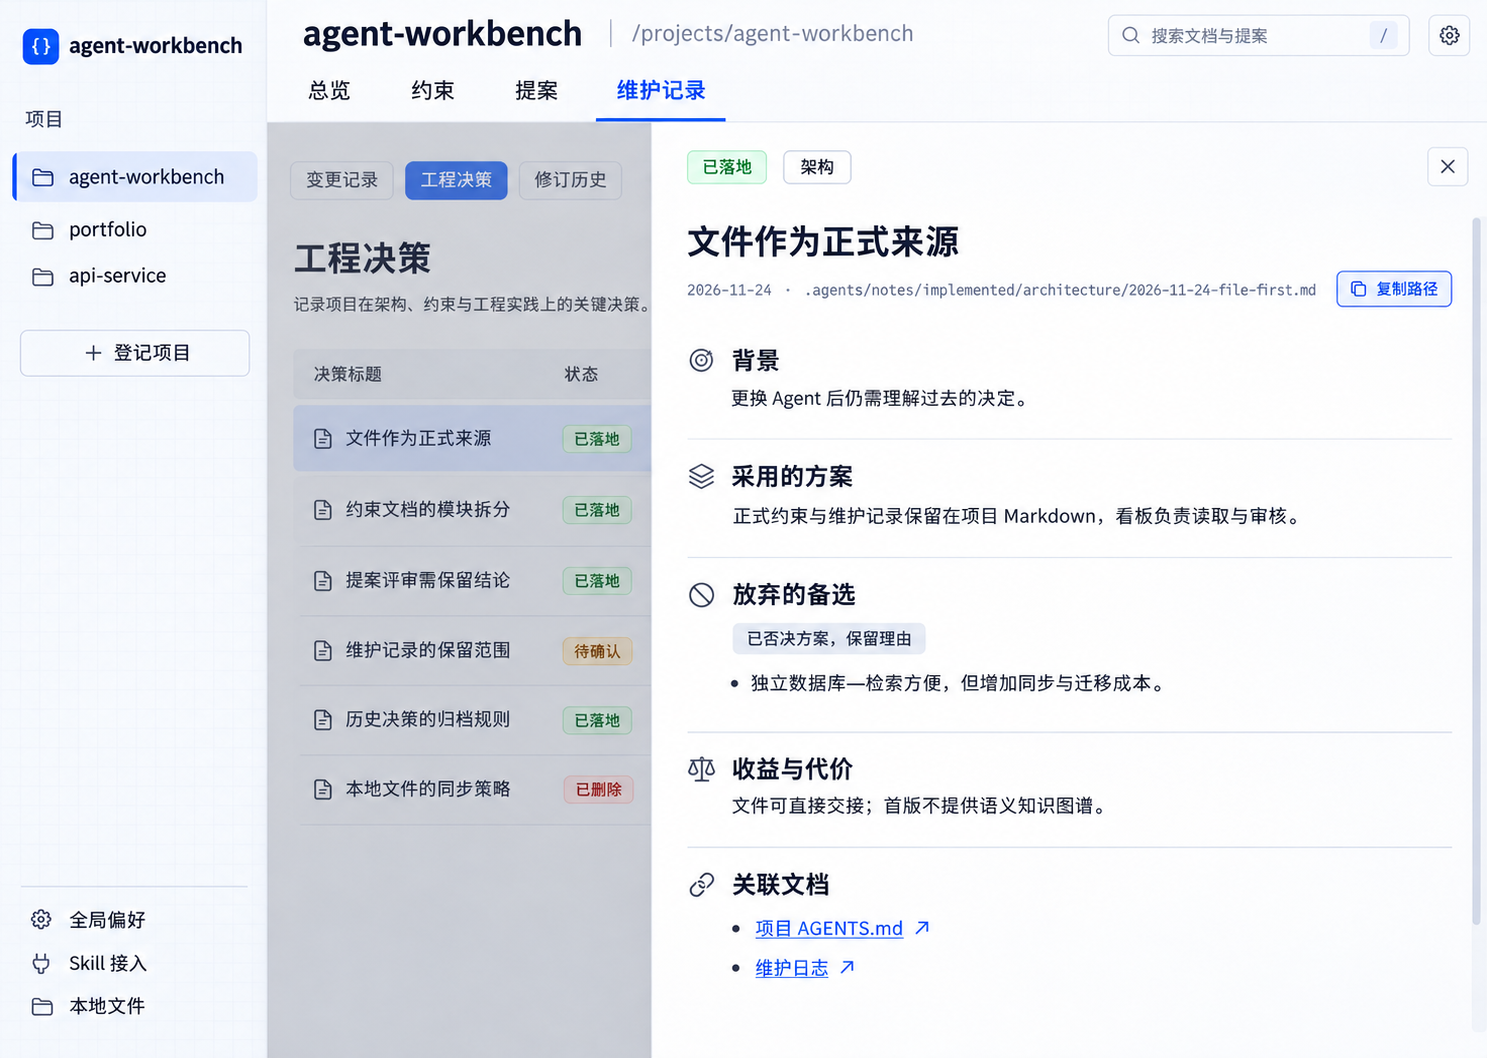 agent-workbench
项目
agent-workbench
portfolio
api-service
+ 登记项目
全局偏好
Skill 接入
本地文件
agent-workbench | /projects/agent-workbench
搜索文档与提案 /
总览 约束 提案 维护记录
变更记录 工程决策 修订历史
工程决策
记录项目在架构、约束与工程实践上的关键决策。
决策标题 状态
文件作为正式来源 已落地
约束文档的模块拆分 已落地
提案评审需保留结论 已落地
维护记录的保留范围 待确认
历史决策的归档规则 已落地
本地文件的同步策略 已删除
已落地 架构
文件作为正式来源
2026-11-24 · .agents/notes/implemented/architecture/2026-11-24-file-first.md 复制路径
背景
更换 Agent 后仍需理解过去的决定。
采用的方案
正式约束与维护记录保留在项目 Markdown，看板负责读取与审核。
放弃的备选
已否决方案，保留理由
• 独立数据库—检索方便，但增加同步与迁移成本。
收益与代价
文件可直接交接；首版不提供语义知识图谱。
关联文档
• 项目 AGENTS.md ↗
• 维护日志 ↗